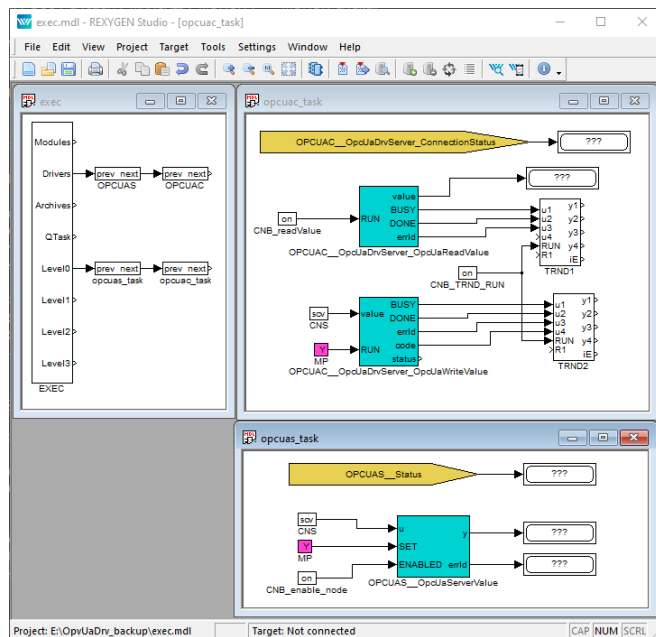 exec.mdl - REXYGEN Studio - [opcuac_task]
File Edit View Project Target Tools Settings Window Help
exec
Modules
Drivers
prev next
OPCUAS
prev next
OPCUAC
Archives
QTask
Level0
prev next
opcuas_task
prev next
opcuac_task
Level1
Level2
Level3
EXEC
opcuac_task
OPCUAC__OpcUaDrvServer_ConnectionStatus
???
???
on
CNB_readValue
RUN
value
BUSY
DONE
errId
OPCUAC__OpcUaDrvServer_OpcUaReadValue
u1
u2
u3
u4
RUN
R1
y1
y2
y3
y4
iE
TRND1
on
CNB_TRND_RUN
scv
CNS
Y
MP
value
RUN
BUSY
DONE
errId
code
status
OPCUAC__OpcUaDrvServer_OpcUaWriteValue
u1
u2
u3
u4
RUN
R1
y1
y2
y3
y4
iE
TRND2
opcuas_task
OPCUAS__Status
???
scv
CNS
Y
MP
on
CNB_enable_node
u
SET
ENABLED
y
errId
OPCUAS__OpcUaServerValue
???
???
Project: E:\OpvUaDrv_backup\exec.mdl
Target: Not connected
CAP NUM SCRL